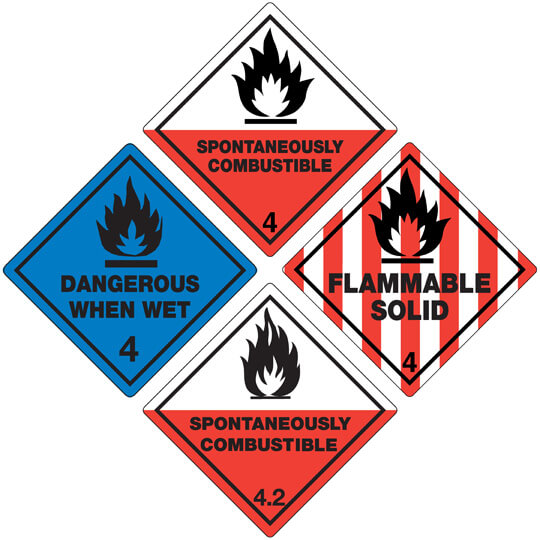 SPONTANEOUSLY
COMBUSTIBLE
4
DANGEROUS
WHEN WET
4
FLAMMABLE
SOLID
4
SPONTANEOUSLY
COMBUSTIBLE
4.2